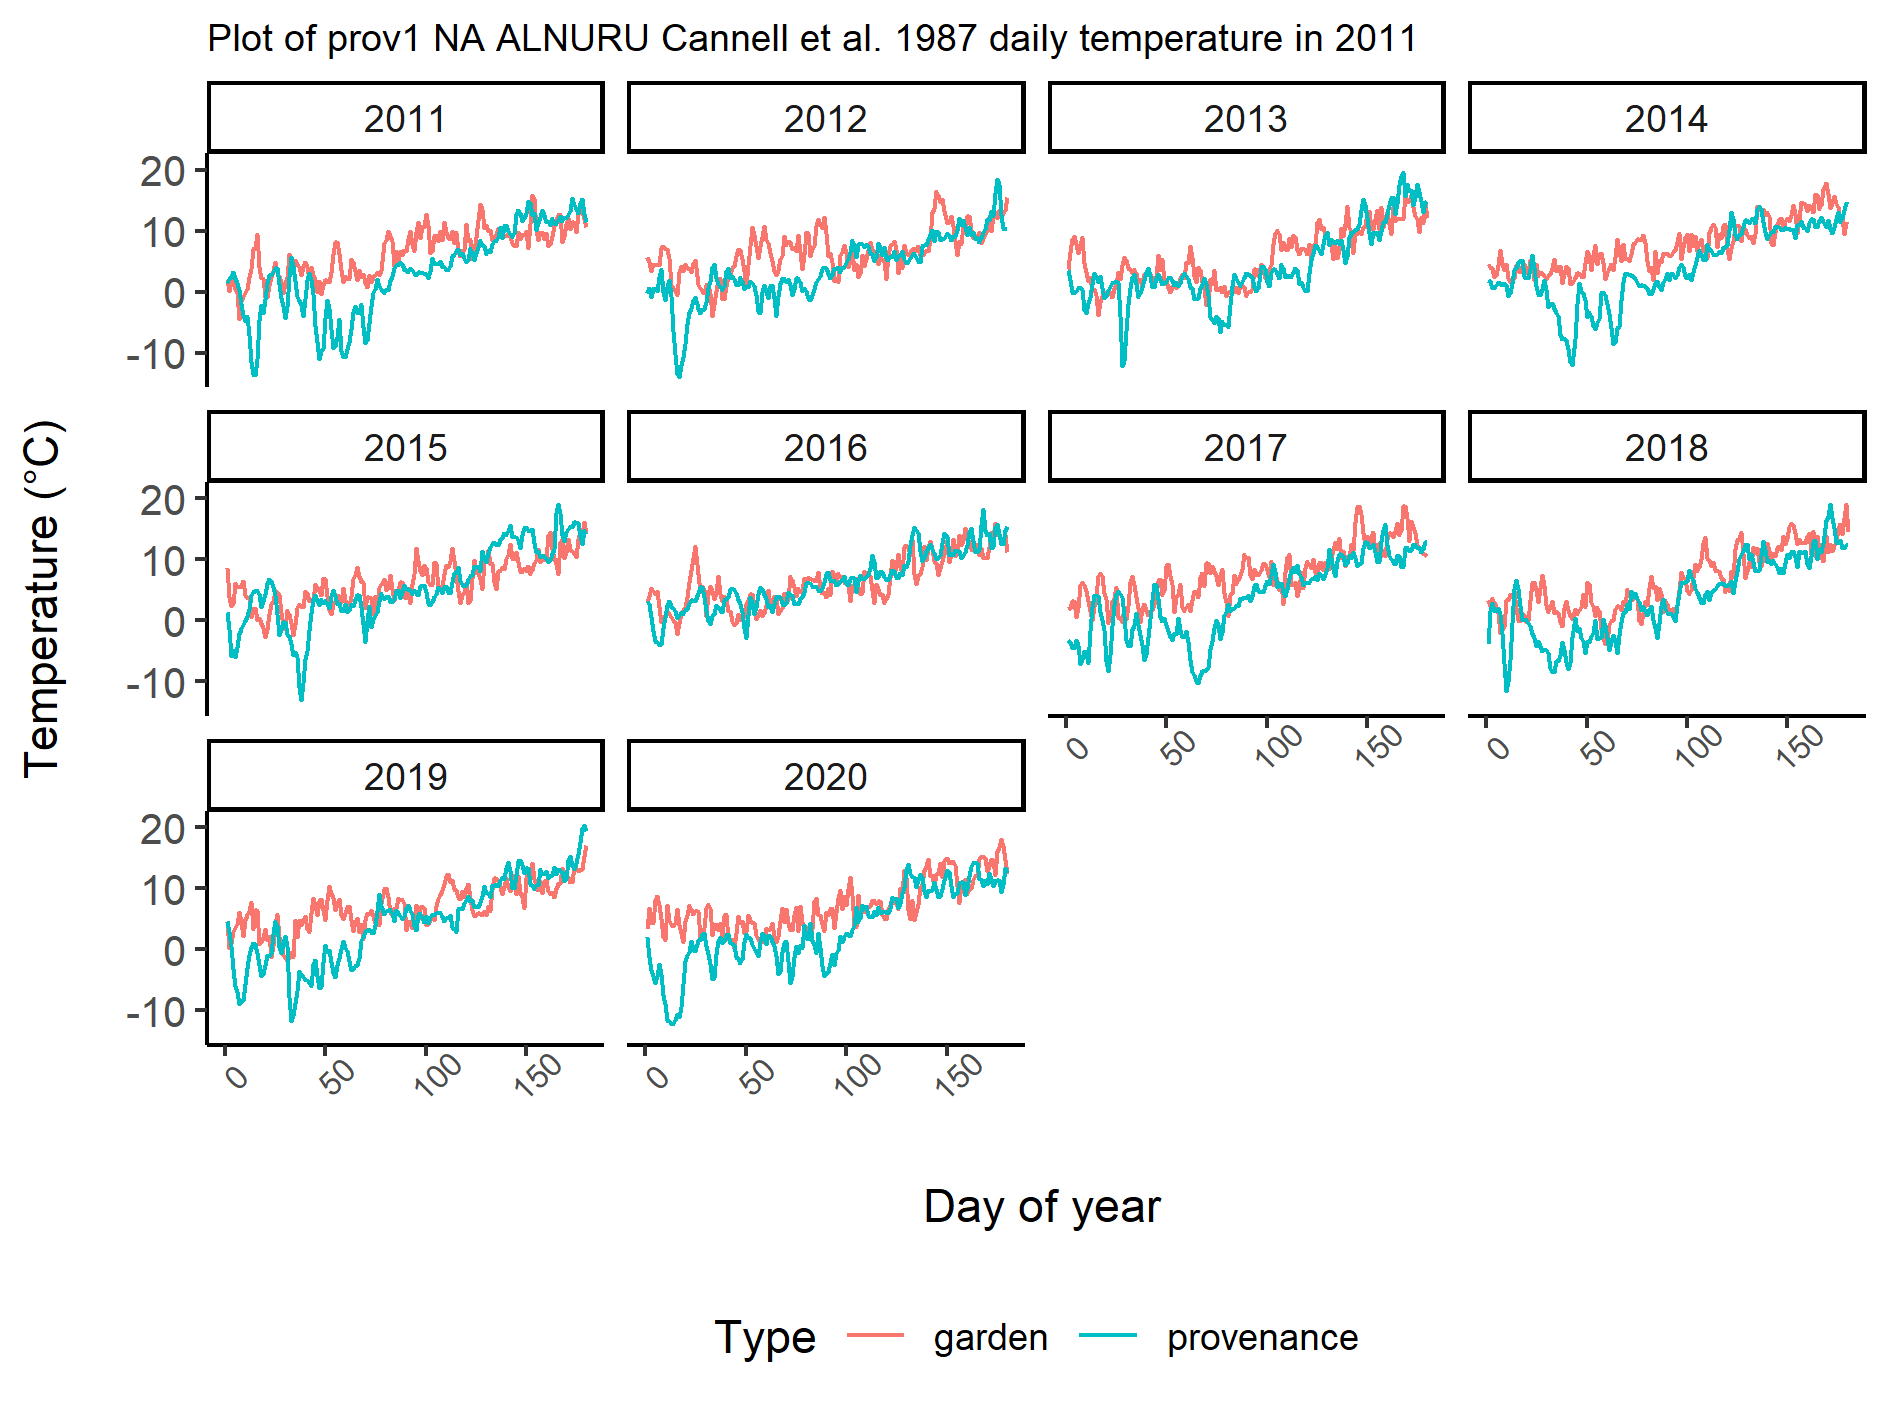 Plot of prov1 NA ALNURU Cannell et al. 1987 daily temperature in 2011
2011 2012 2013 2014
20
10
0
-10
2015 2016 2017 2018
20
10
0
-10
0 50 100 150 0 50 100 150
2019 2020
20
10
0
-10
0 50 100 150 0 50 100 150
Temperature (°C)
Day of year
Type garden provenance